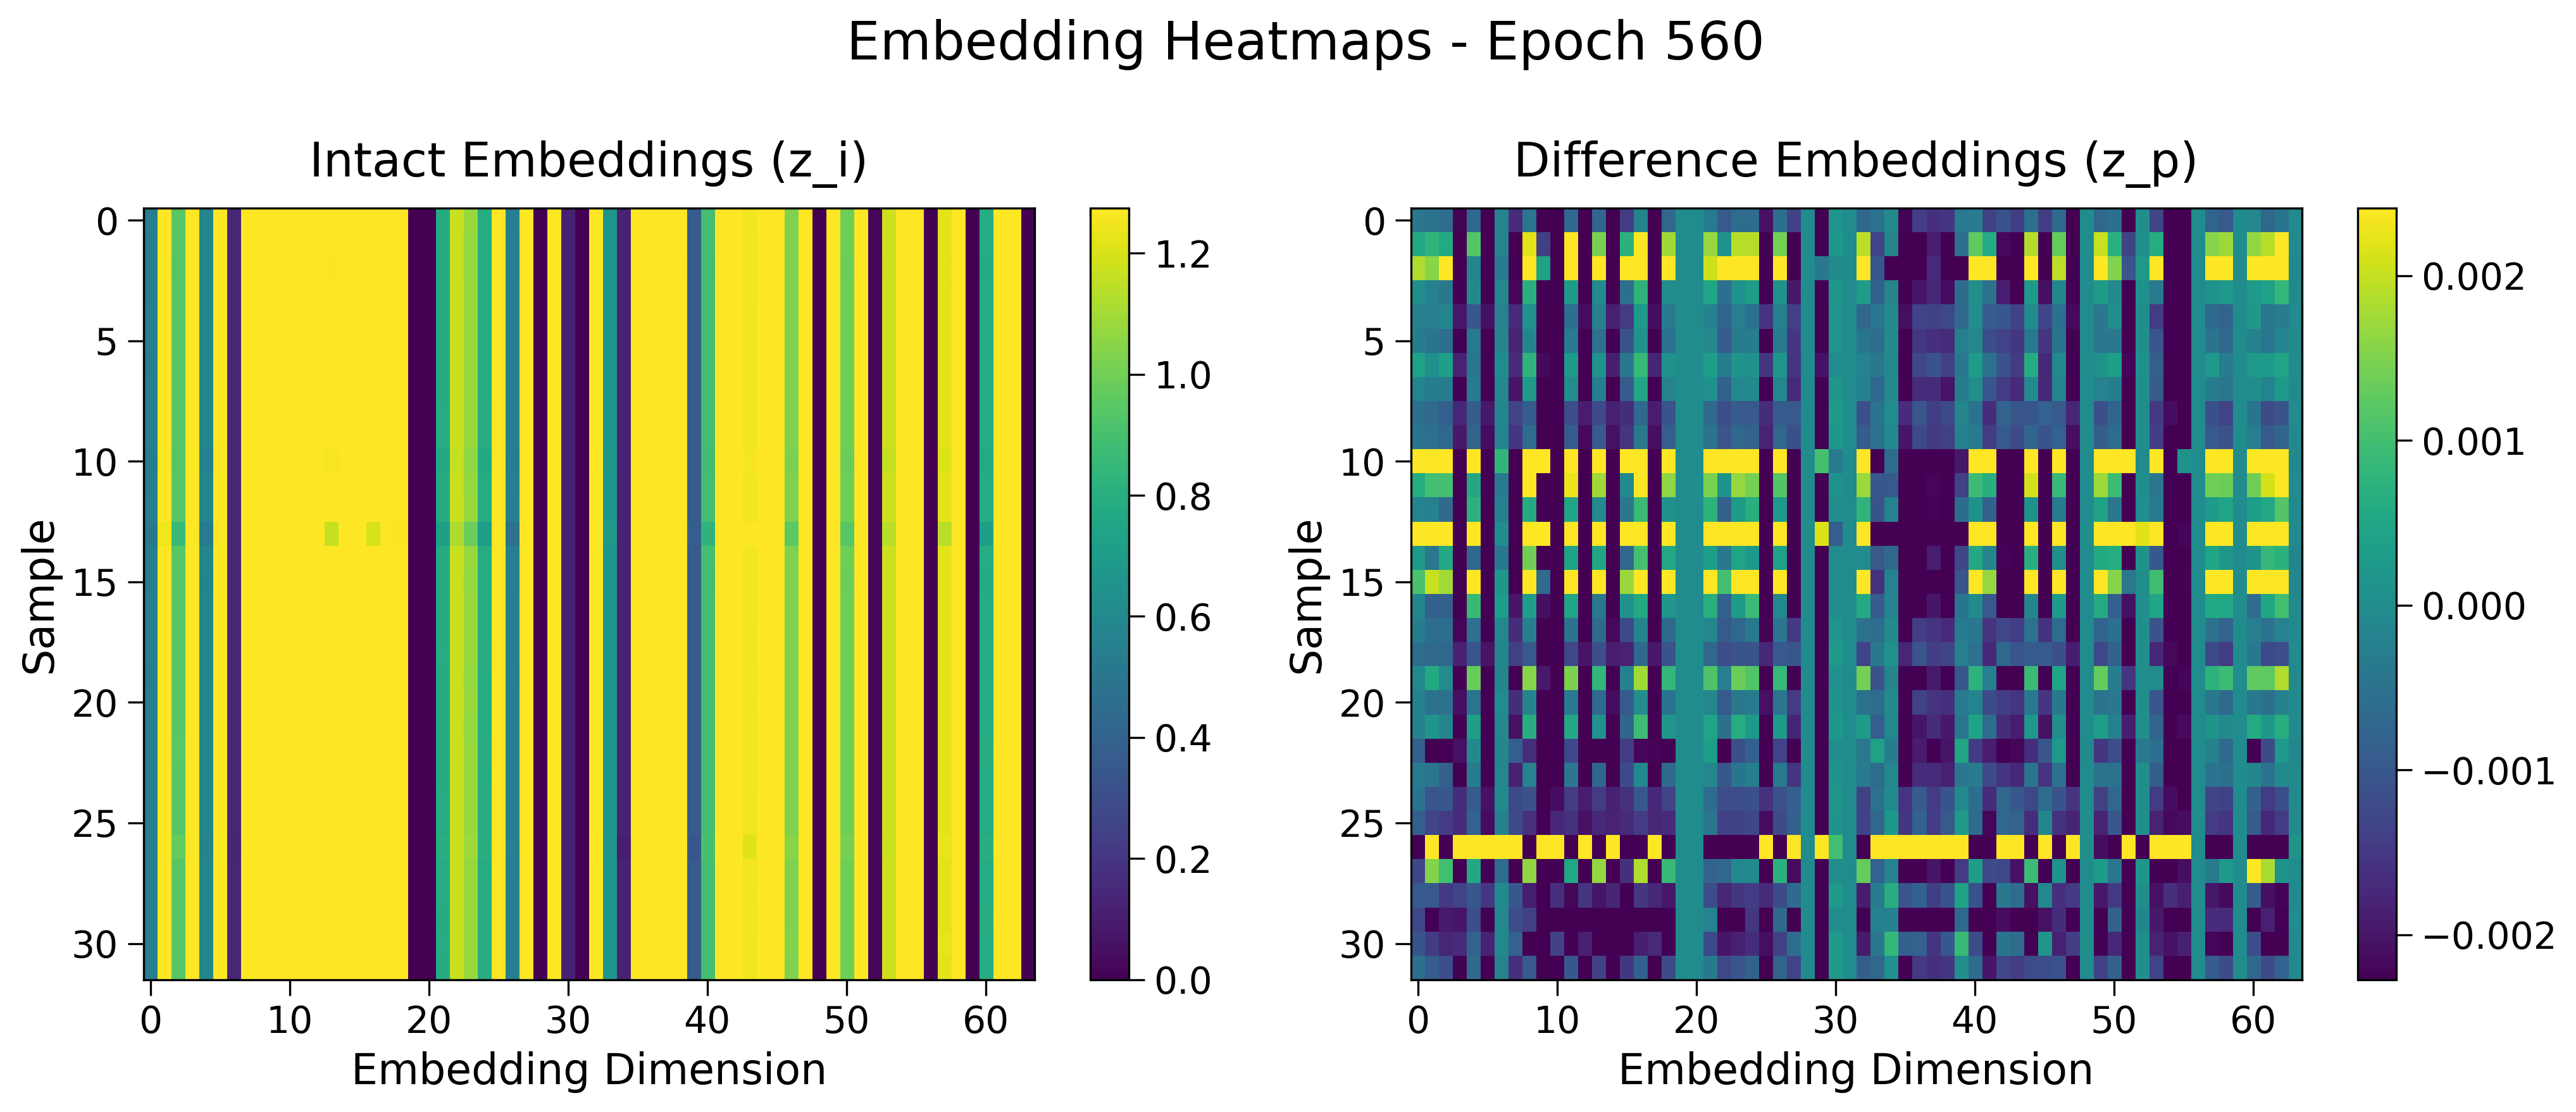 Embedding Heatmaps - Epoch 560
Intact Embeddings (z_i)
Difference Embeddings (z_p)
0
5
10
15
20
25
30
Sample
0 10 20 30 40 50 60
Embedding Dimension
1.2
1.0
0.8
0.6
0.4
0.2
0.0
0
5
10
15
20
25
30
Sample
0 10 20 30 40 50 60
Embedding Dimension
0.002
0.001
0.000
−0.001
−0.002